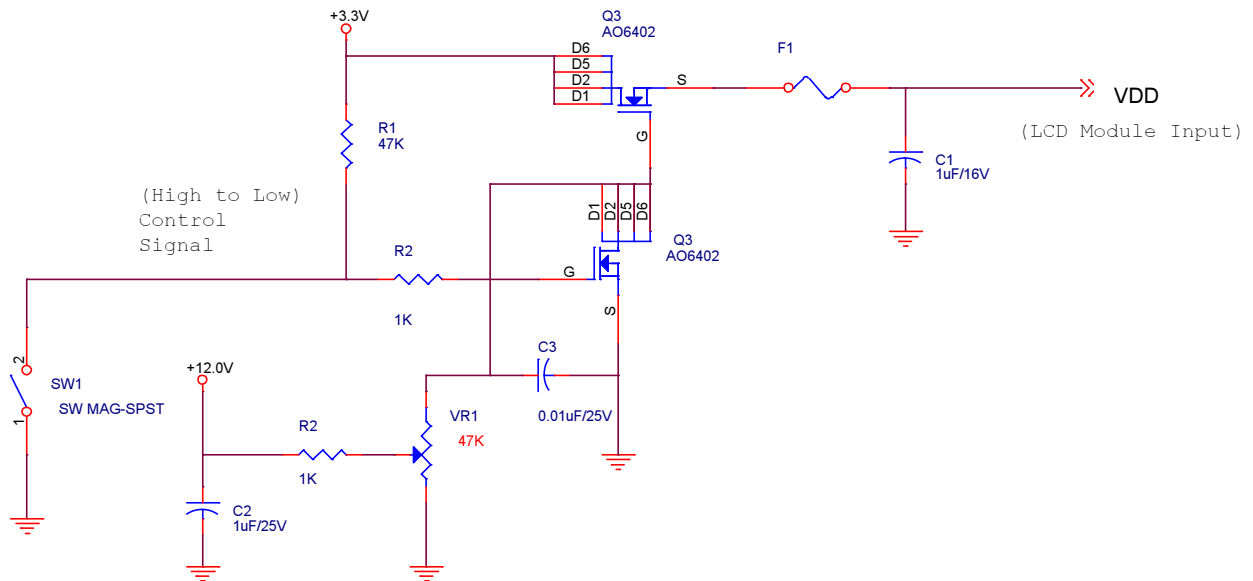 +3.3V
Q3
AO6402
D6
D5
D2
D1
S
G
F1
VDD
(LCD Module Input)
R1
47K
C1
1uF/16V
(High to Low)
Control
Signal
D1
D2
D5
D6
Q3
AO6402
R2
G
1K
S
2
SW1
SW MAG-SPST
1
+12.0V
C3
0.01uF/25V
VR1
47K
R2
1K
C2
1uF/25V